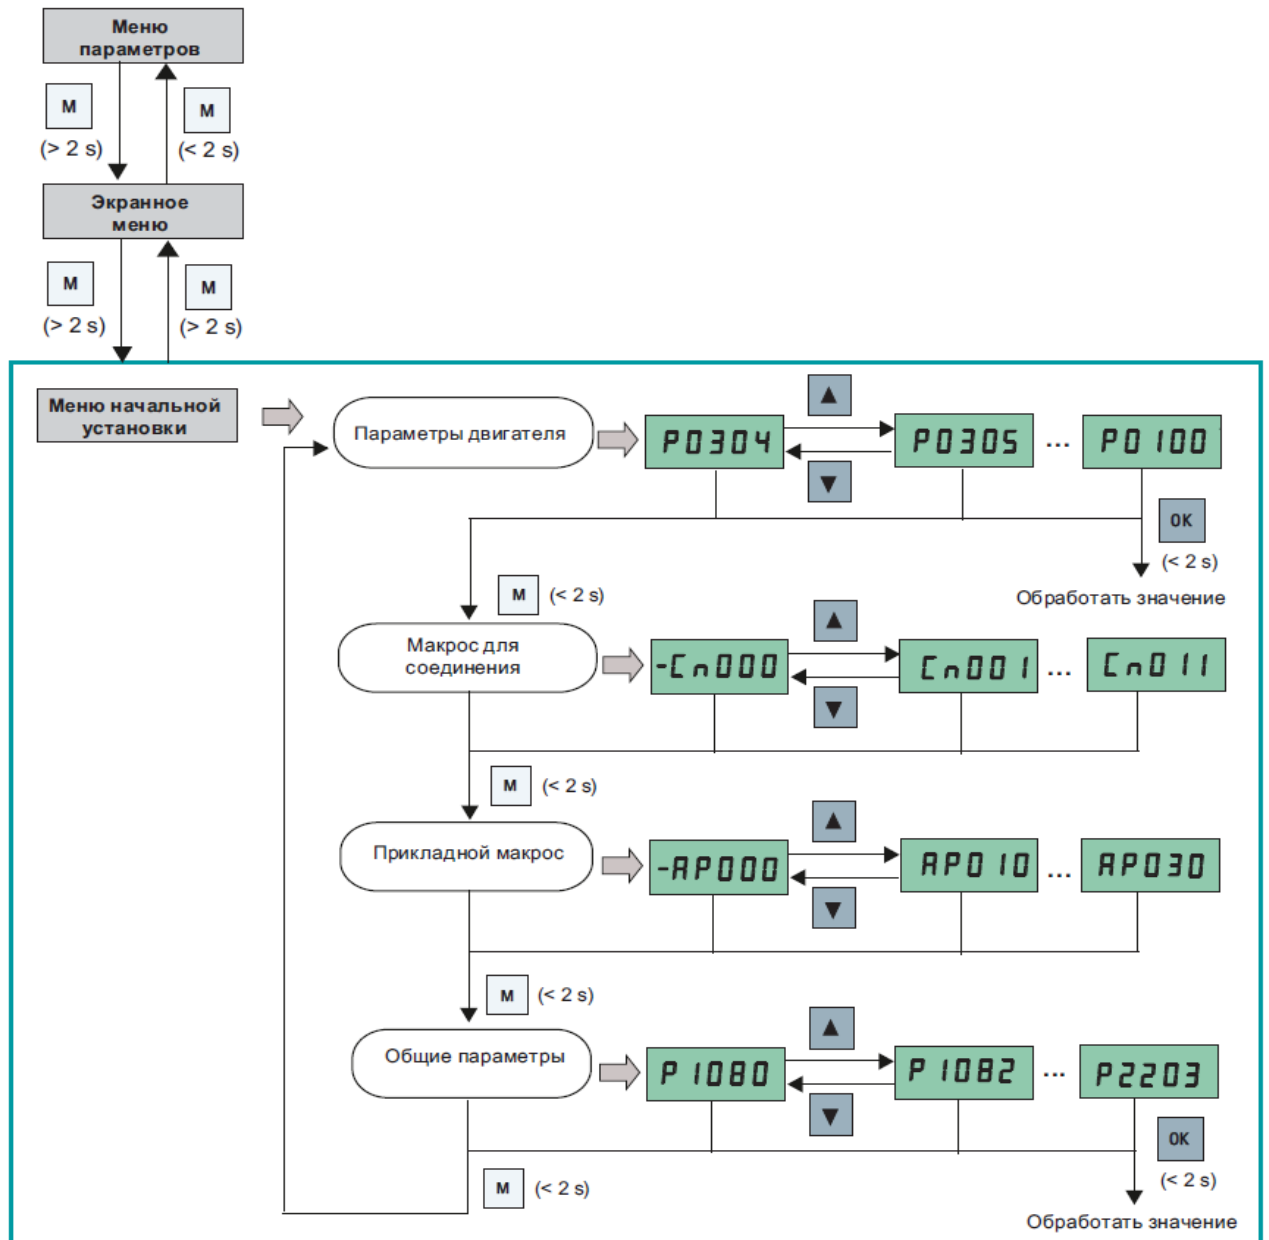 Меню
параметров
M
M
(> 2 s)
(< 2 s)
Экранное
меню
M
M
(> 2 s)
(> 2 s)
Меню начальной
установки
Параметры двигателя
P0304
▲
▼
P0305
...
P0100
OK
(< 2 s)
Обработать значение
M
(< 2 s)
Макрос для
соединения
-Cn000
▲
▼
Cn001
...
Cn011
M
(< 2 s)
Прикладной макрос
-AP000
▲
▼
AP010
...
AP030
M
(< 2 s)
Общие параметры
P1080
▲
▼
P1082
...
P2203
OK
(< 2 s)
M
(< 2 s)
Обработать значение